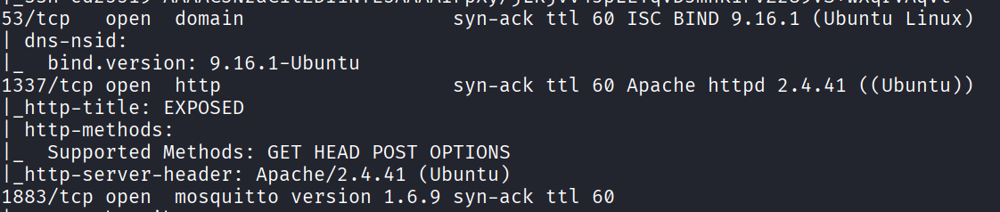 53/tcp   open  domain                  syn-ack ttl 60 ISC BIND 9.16.1 (Ubuntu Linux)
| dns-nsid:
|_  bind.version: 9.16.1-Ubuntu
1337/tcp open  http                    syn-ack ttl 60 Apache httpd 2.4.41 ((Ubuntu))
|_http-title: EXPOSED
| http-methods:
|_  Supported Methods: GET HEAD POST OPTIONS
|_http-server-header: Apache/2.4.41 (Ubuntu)
1883/tcp open  mosquitto version 1.6.9 syn-ack ttl 60